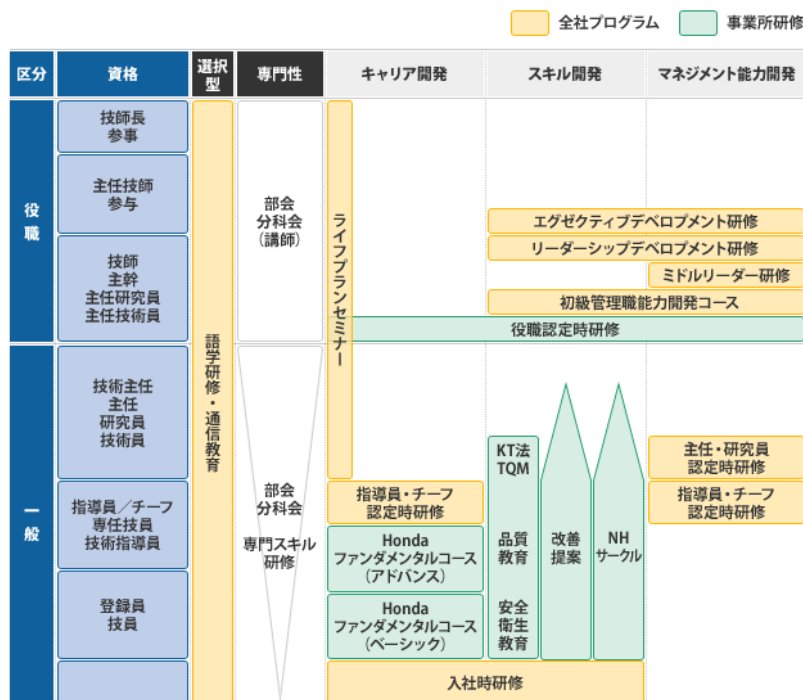 全社プログラム
事業所研修
区分
資格
選択
型
専門性
キャリア開発
スキル開発
マネジメント能力開発
役
職
技師長
参事
主任技師
参与
技師
主幹
主任研究員
主任技術員
語学研修・通信教育
部会
分科会
(講師)
ライフプランセミナー
エグゼクティブデベロプメント研修
リーダーシップデベロプメント研修
ミドルリーダー研修
初級管理職能力開発コース
役職認定時研修
一
般
技術主任
主任
研究員
技術員
指導員/チーフ
専任技員
技術指導員
登録員
技員
部会
分科会
専門スキル
研修
指導員・チーフ
認定時研修
Honda
ファンダメンタルコース
(アドバンス)
Honda
ファンダメンタルコース
(ベーシック)
KT法
TQM
品質
教育
安全
衛生
教育
改善
提案
NH
サークル
主任・研究員
認定時研修
指導員・チーフ
認定時研修
入社時研修